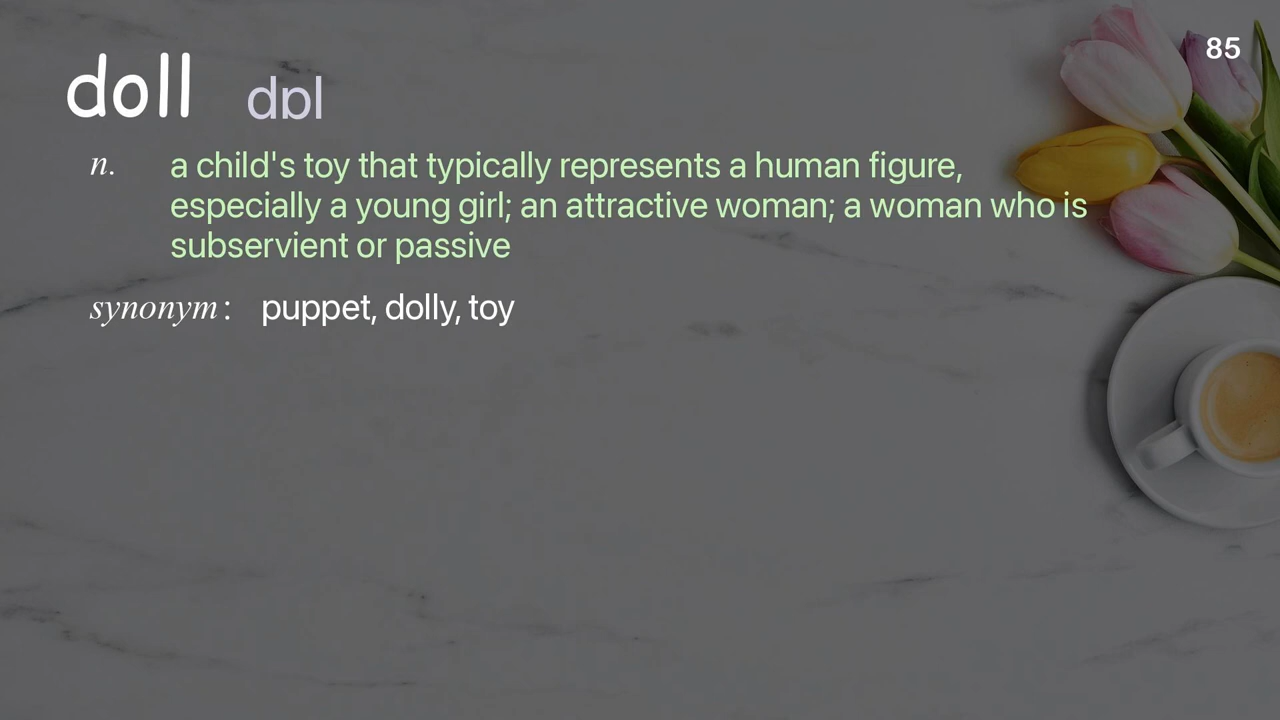 85
doll dɒl
n. a child's toy that typically represents a human figure,
especially a young girl; an attractive woman; a woman who is
subservient or passive
synonym : puppet, dolly, toy